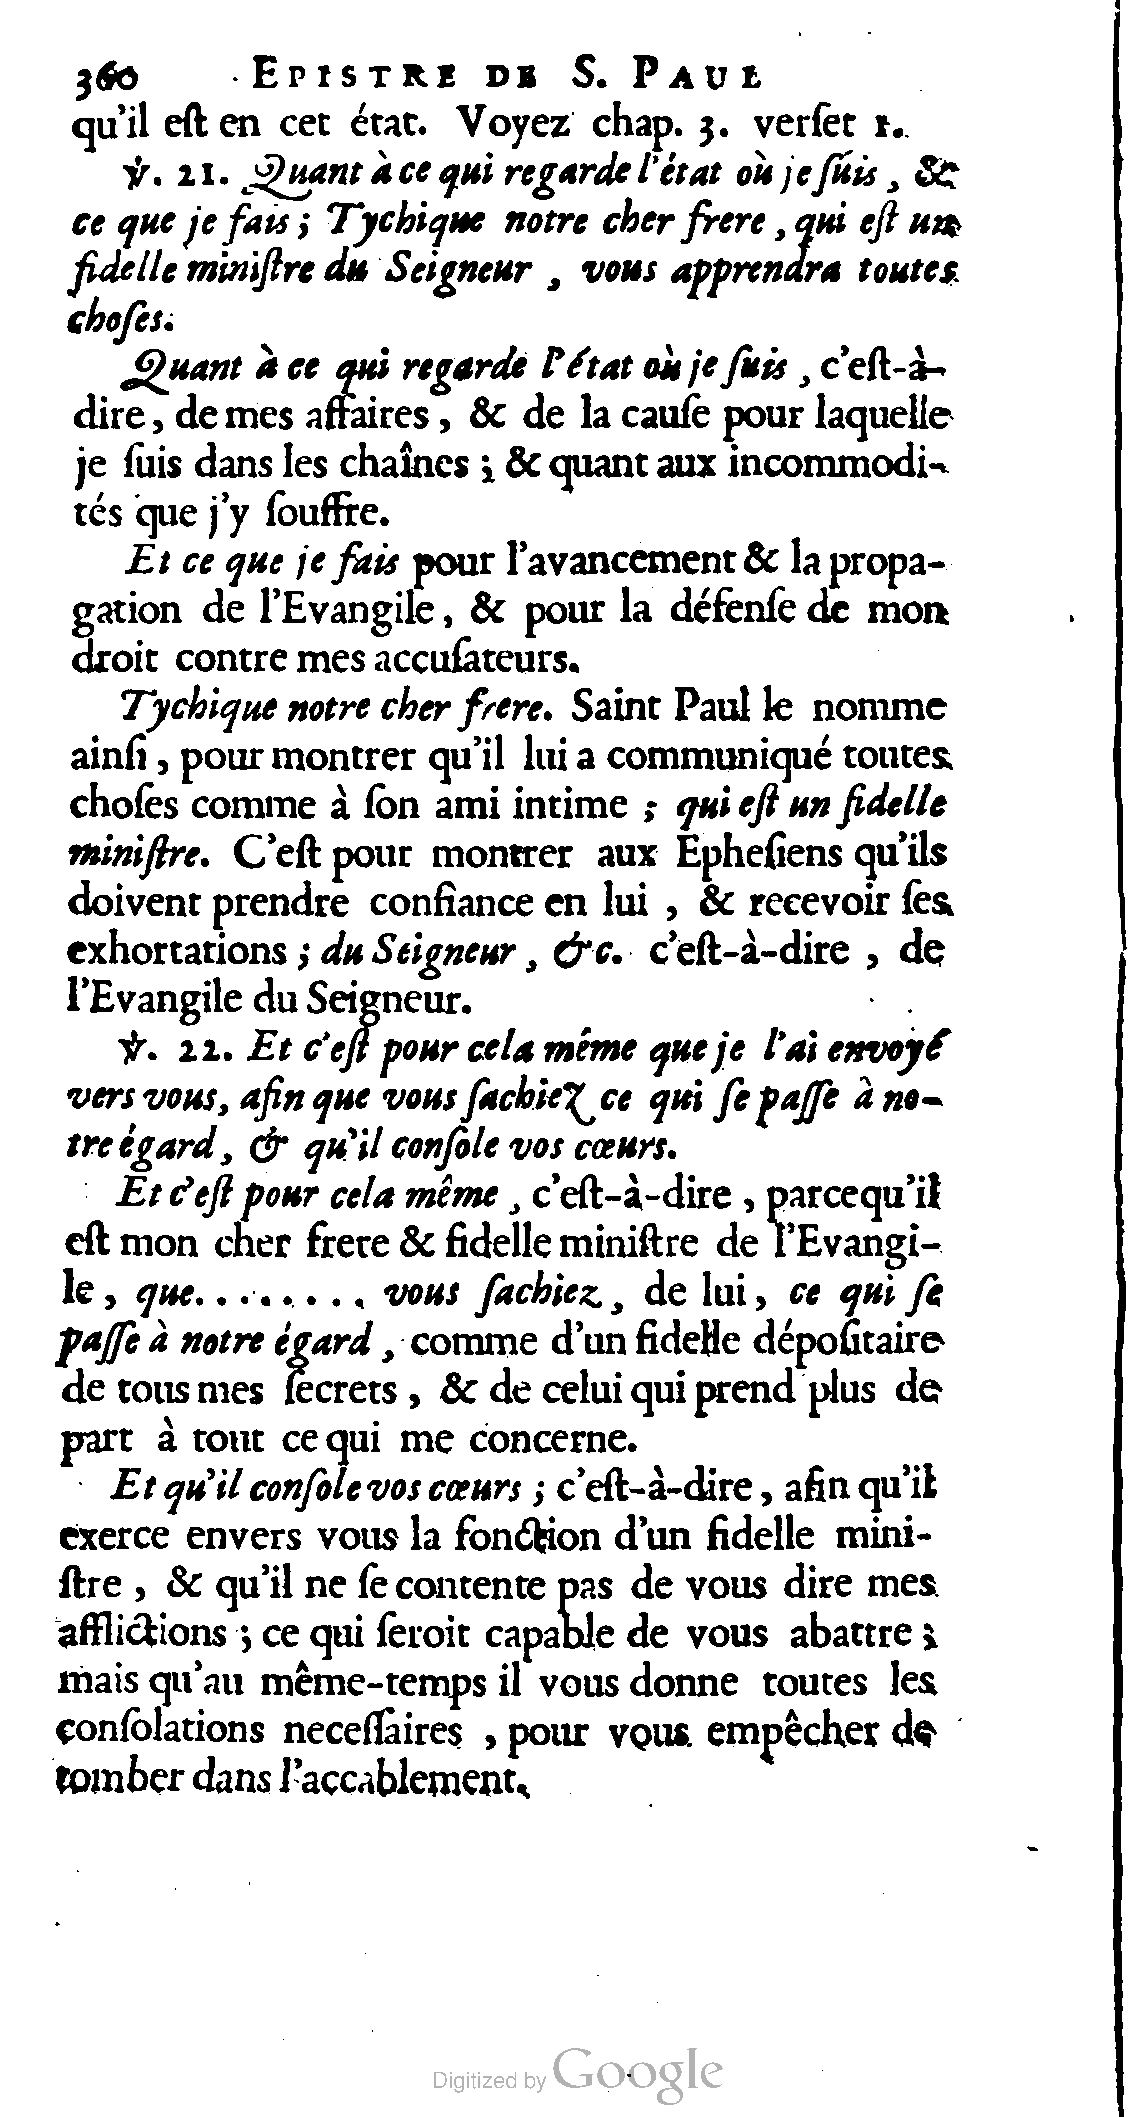 360 EPISTRE DE S. PAUL
qu'il eſt en cet état. Voyez chap. 3. verſet 1.
℣. 21. Quant à ce qui regarde l'état où je ſuis, &
ce que je fais; Tychique notre cher frere, qui eſt un
fidelle miniſtre du Seigneur, vous apprendra toutes
choſes.
Quant à ce qui regarde l'état où je ſuis, c'eſt-à-
dire, de mes affaires, & de la cauſe pour laquelle
je ſuis dans les chaînes; & quant aux incommodi-
tés que j'y ſouffre.
Et ce que je fais pour l'avancement & la propa-
gation de l'Evangile, & pour la défenſe de mon
droit contre mes accuſateurs.
Tychique notre cher frere. Saint Paul le nomme
ainſi, pour montrer qu'il lui a communiqué toutes
choſes comme à ſon ami intime; qui eſt un fidelle
miniſtre. C'eſt pour montrer aux Epheſiens qu'ils
doivent prendre confiance en lui, & recevoir ſes
exhortations; du Seigneur, &c. c'eſt-à-dire, de
l'Evangile du Seigneur.
℣. 22. Et c'eſt pour cela même que je l'ai envoyé
vers vous, afin que vous ſachiez ce qui ſe paſſe à no-
tre égard, & qu'il conſole vos cœurs.
Et c'eſt pour cela même, c'eſt-à-dire, parcequ'il
eſt mon cher frere & fidelle miniſtre de l'Evangi-
le, que......... vous ſachiez, de lui, ce qui ſe
paſſe à notre égard, comme d'un fidelle dépoſitaire
de tous mes ſecrets, & de celui qui prend plus de
part à tout ce qui me concerne.
Et qu'il conſole vos cœurs; c'eſt-à-dire, afin qu'il
exerce envers vous la fonction d'un fidelle mini-
ſtre, & qu'il ne ſe contente pas de vous dire mes
afflictions; ce qui ſeroit capable de vous abattre;
mais qu'au même-temps il vous donne toutes les
conſolations neceſſaires, pour vous empêcher de
tomber dans l'accablement.
Digitized by Google